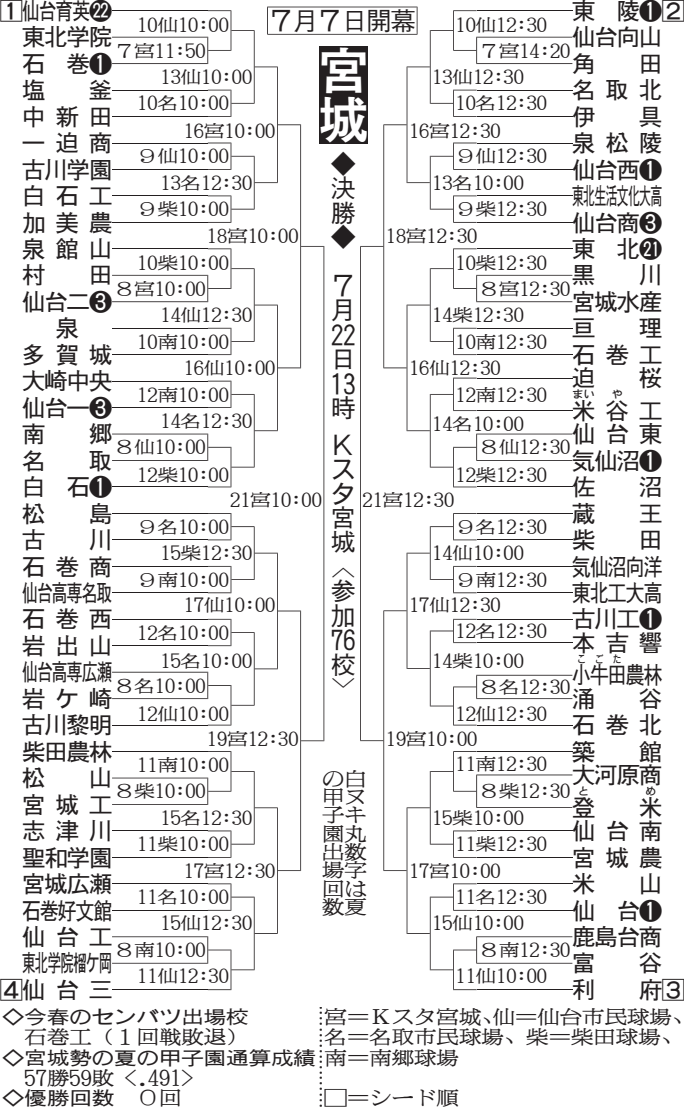 7月7日開幕
宮城
◆決勝◆ 7月22日13時 Kスタ宮城〈参加76校〉
白ヌキ丸数字は夏
の甲子園出場回数
1 仙台育英㉒
東北学院
石巻❶
塩釜
中新田
一迫商
古川学園
白石工
加美農
泉館山
村田
仙台二❸
泉
多賀城
大崎中央
仙台一❸
南郷
名取
白石❶
松島
古川
石巻商
仙台高専名取
石巻西
岩出山
仙台高専広瀬
岩ケ崎
古川黎明
柴田農林
松山
宮城工
志津川
聖和学園
宮城広瀬
石巻好文館
仙台工
東北学院榴ケ岡
4 仙台三
10仙10:00
7宮11:50
13仙10:00
10名10:00
16宮10:00
9仙10:00
13名12:30
9柴10:00
18宮10:00
10柴10:00
8宮10:00
14仙12:30
10南10:00
16仙10:00
12南10:00
14名12:30
8仙10:00
12柴10:00
21宮10:00
9名10:00
15柴12:30
9南10:00
17仙10:00
12名10:00
15名10:00
8名10:00
12仙10:00
19宮12:30
11南10:00
8柴10:00
15名12:30
11柴10:00
17宮12:30
11名10:00
15仙12:30
8南10:00
11仙12:30
東陵❶ 2
仙台向山
角田
名取北
伊具
泉松陵
仙台西❶
東北生活文化大高
仙台商❸
東北㉑
黒川
宮城水産
亘理
石巻工
迫桜
まいや
米谷工
仙台東
気仙沼❶
佐沼
蔵王
柴田
気仙沼向洋
東北工大高
古川工❶
本吉響
こごた
小牛田農林
涌谷
石巻北
築館
大河原商
とめ
登米
仙台南
宮城農
米山
仙台❶
鹿島台商
富谷
利府 3
10仙12:30
7宮14:20
13仙12:30
10名12:30
16宮12:30
9仙12:30
13名10:00
9柴12:30
18宮12:30
10柴12:30
8宮12:30
14柴12:30
10南12:30
16仙12:30
12南12:30
14名10:00
8仙12:30
12柴12:30
21宮12:30
9名12:30
14仙10:00
9南12:30
17仙12:30
12名12:30
14柴10:00
8名12:30
12仙12:30
19宮10:00
11南12:30
8柴12:30
15柴10:00
11柴12:30
17宮10:00
11名12:30
15仙10:00
8南12:30
11仙10:00
◇今春のセンバツ出場校
石巻工（1回戦敗退）
◇宮城勢の夏の甲子園通算成績
57勝59敗＜.491＞
◇優勝回数　0回
宮＝Kスタ宮城、仙＝仙台市民球場、
名＝名取市民球場、柴＝柴田球場、
南＝南郷球場
□＝シード順